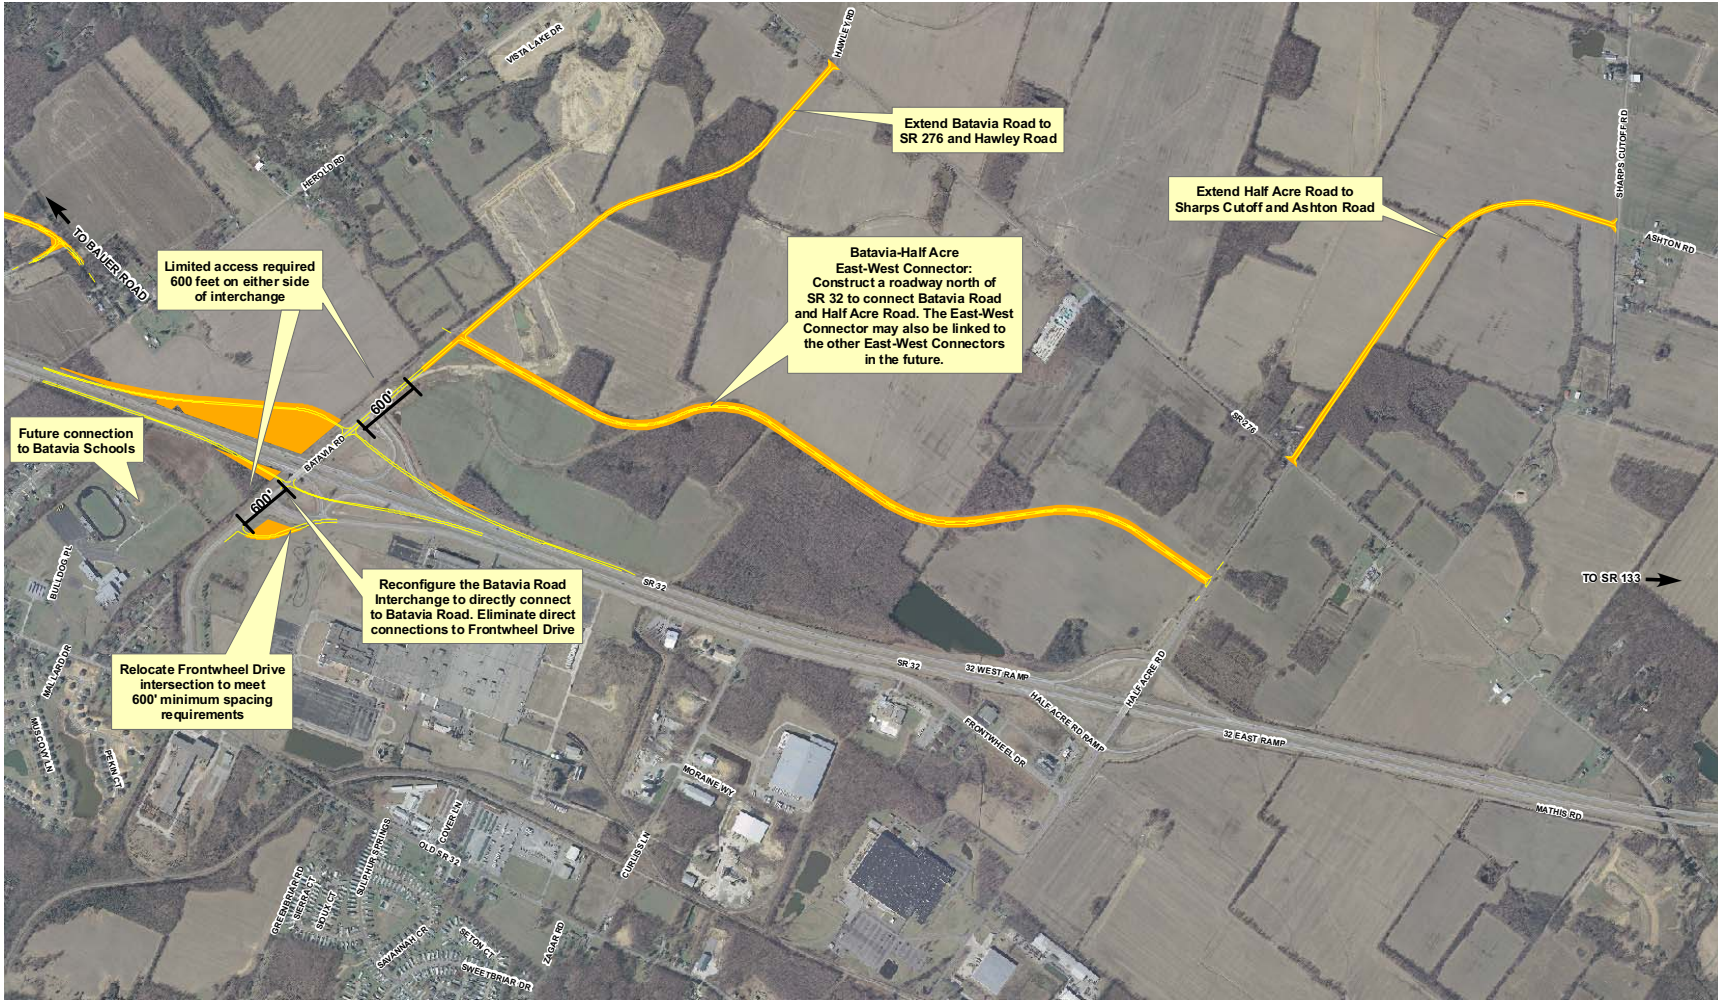 VISTA LAKE DR
HAWLEY RD
Extend Batavia Road to
SR 276 and Hawley Road
SHARPS CUTOFF RD
HEROLD RD
Extend Half Acre Road to
Sharps Cutoff and Ashton Road
ASHTON RD
TO BAUER ROAD
Limited access required
600 feet on either side
of interchange
Batavia-Half Acre
East-West Connector:
Construct a roadway north of
SR 32 to connect Batavia Road
and Half Acre Road. The East-West
Connector may also be linked to
the other East-West Connectors
in the future.
600'
SR 276
Future connection
to Batavia Schools
BATAVIA RD
600'
BULLDOG PL
Reconfigure the Batavia Road
Interchange to directly connect
to Batavia Road. Eliminate direct
connections to Frontwheel Drive
SR 32
TO SR 133
Relocate Frontwheel Drive
intersection to meet
600' minimum spacing
requirements
MALLARD DR
SR 32
32 WEST RAMP
HALF ACRE RD
HALF ACRE RD RAMP
FRONTWHEEL DR
32 EAST RAMP
MUSCOVY LN
PEKIN CT
MORAINE WY
MATHIS RD
COVER LN
OLD SR 32
CURLISS LN
SULPHUR SPRINGS
GREENBRIAR RD
SIERRA CT
SIOUX CT
SAVANNAH CR
SETON CT
ZAGAR RD
SWEETBRIAR DR